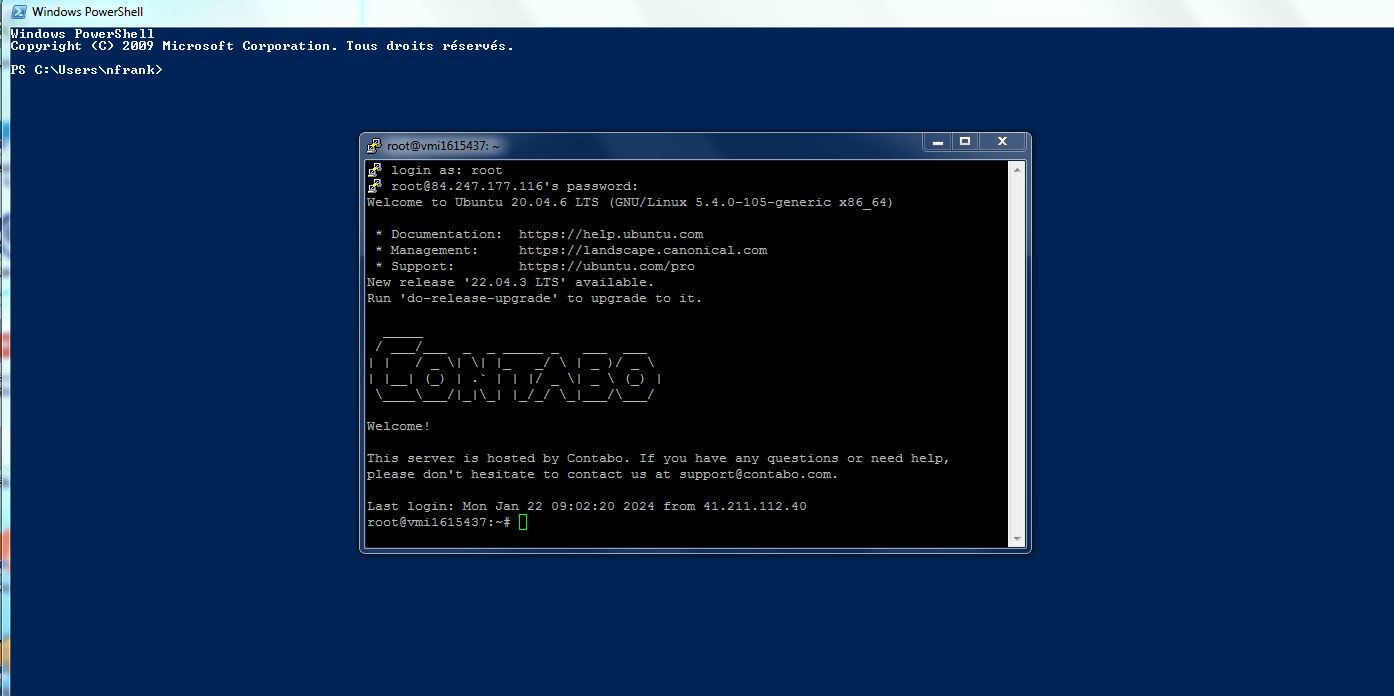 Windows PowerShell
Windows PowerShell
Copyright (C) 2009 Microsoft Corporation. Tous droits réservés.
PS C:\Users\nfrank>
root@vmi1615437: ~
login as: root
root@84.247.177.116's password:
Welcome to Ubuntu 20.04.6 LTS (GNU/Linux 5.4.0-105-generic x86_64)
* Documentation:  https://help.ubuntu.com
* Management:     https://landscape.canonical.com
* Support:        https://ubuntu.com/pro
New release '22.04.3 LTS' available.
Run 'do-release-upgrade' to upgrade to it.
CONTABO
Welcome!
This server is hosted by Contabo. If you have any questions or need help,
please don't hesitate to contact us at support@contabo.com.
Last login: Mon Jan 22 09:02:20 2024 from 41.211.112.40
root@vmi1615437:~#